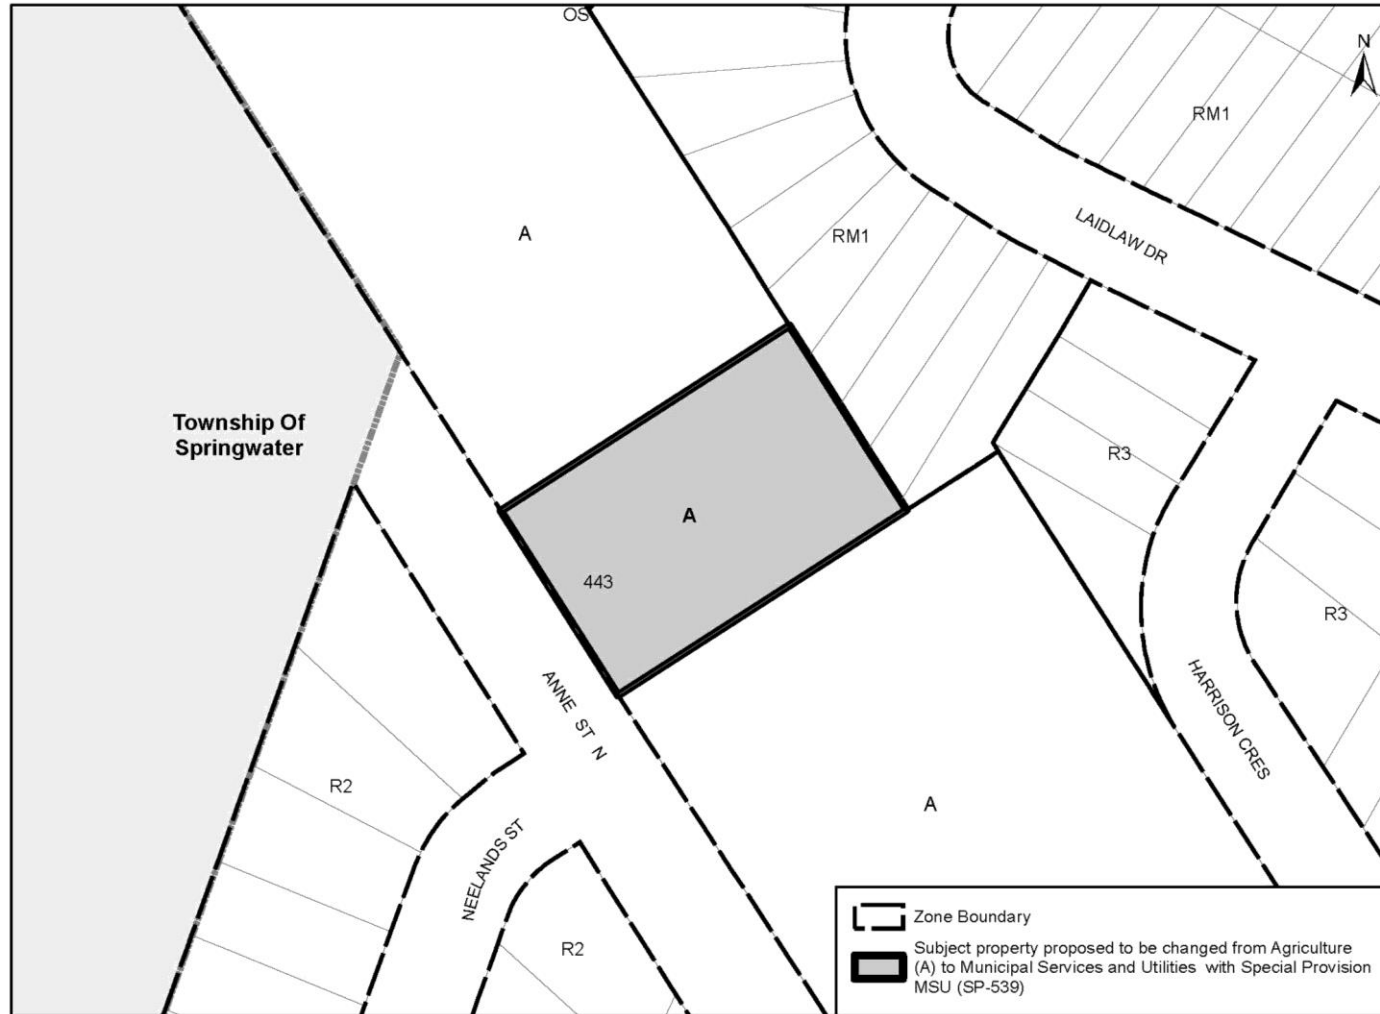 OS
N
RM1
A
RM1
LAIDLAW DR
Township Of
Springwater
R3
A
443
R3
ANNE ST N
HARRISON CRES
R2
A
NEELANDS ST
R2
Zone Boundary
Subject property proposed to be changed from Agriculture
(A) to Municipal Services and Utilities with Special Provision
MSU (SP-539)